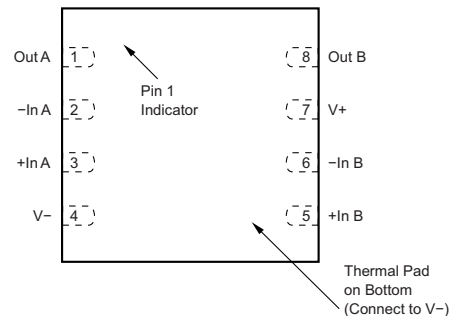 Out A 1 8 Out B
Pin 1
Indicator
−In A 2 7 V+
+In A 3 6 −In B
V− 4 5 +In B
Thermal Pad
on Bottom
(Connect to V−)